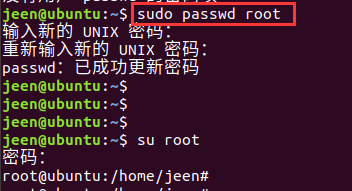 jeen@ubuntu:~$ sudo passwd root
输入新的 UNIX 密码:
重新输入新的 UNIX 密码:
passwd: 已成功更新密码
jeen@ubuntu:~$
jeen@ubuntu:~$
jeen@ubuntu:~$
jeen@ubuntu:~$ su root
密码:
root@ubuntu:/home/jeen#